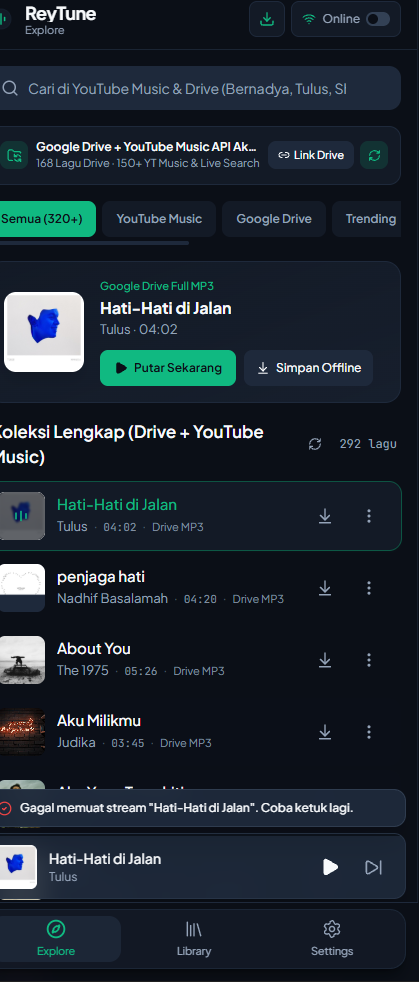 ReyTune
Explore
Online
Cari di YouTube Music & Drive (Bernadya, Tulus, SI
Google Drive + YouTube Music API Ak...
168 Lagu Drive · 150+ YT Music & Live Search
Link Drive
Semua (320+)
YouTube Music
Google Drive
Trending
Google Drive Full MP3
Hati-Hati di Jalan
Tulus · 04:02
Putar Sekarang
Simpan Offline
Koleksi Lengkap (Drive + YouTube
Music)
292 lagu
Hati-Hati di Jalan
Tulus · 04:02 · Drive MP3
penjaga hati
Nadhif Basalamah · 04:20 · Drive MP3
About You
The 1975 · 05:26 · Drive MP3
Aku Milikmu
Judika · 03:45 · Drive MP3
Gagal memuat stream "Hati-Hati di Jalan". Coba ketuk lagi.
Hati-Hati di Jalan
Tulus
Explore
Library
Settings